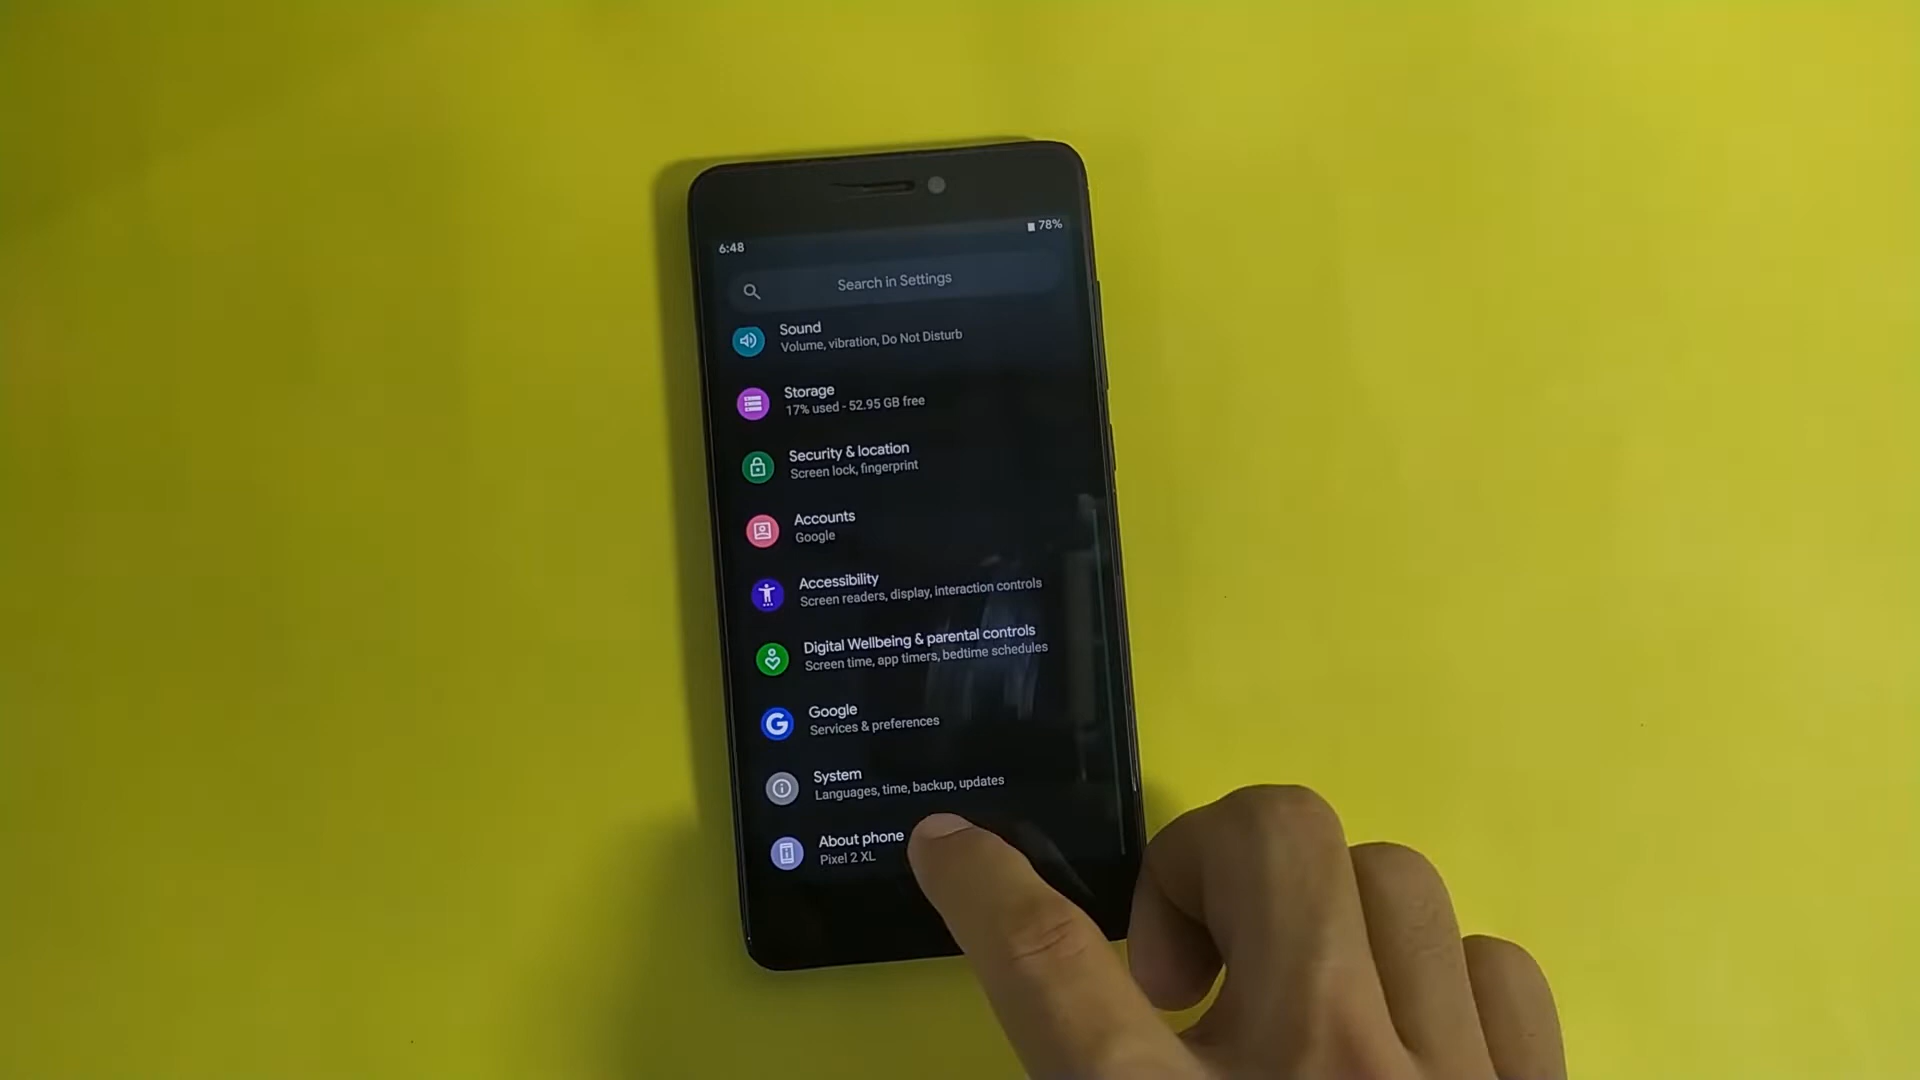 6:48
78%
Search in Settings
Sound
Volume, vibration, Do Not Disturb
Storage
17% used - 52.95 GB free
Security & location
Screen lock, fingerprint
Accounts
Google
Accessibility
Screen readers, display, interaction controls
Digital Wellbeing & parental controls
Screen time, app timers, bedtime schedules
Google
Services & preferences
System
Languages, time, backup, updates
About phone
Pixel 2 XL